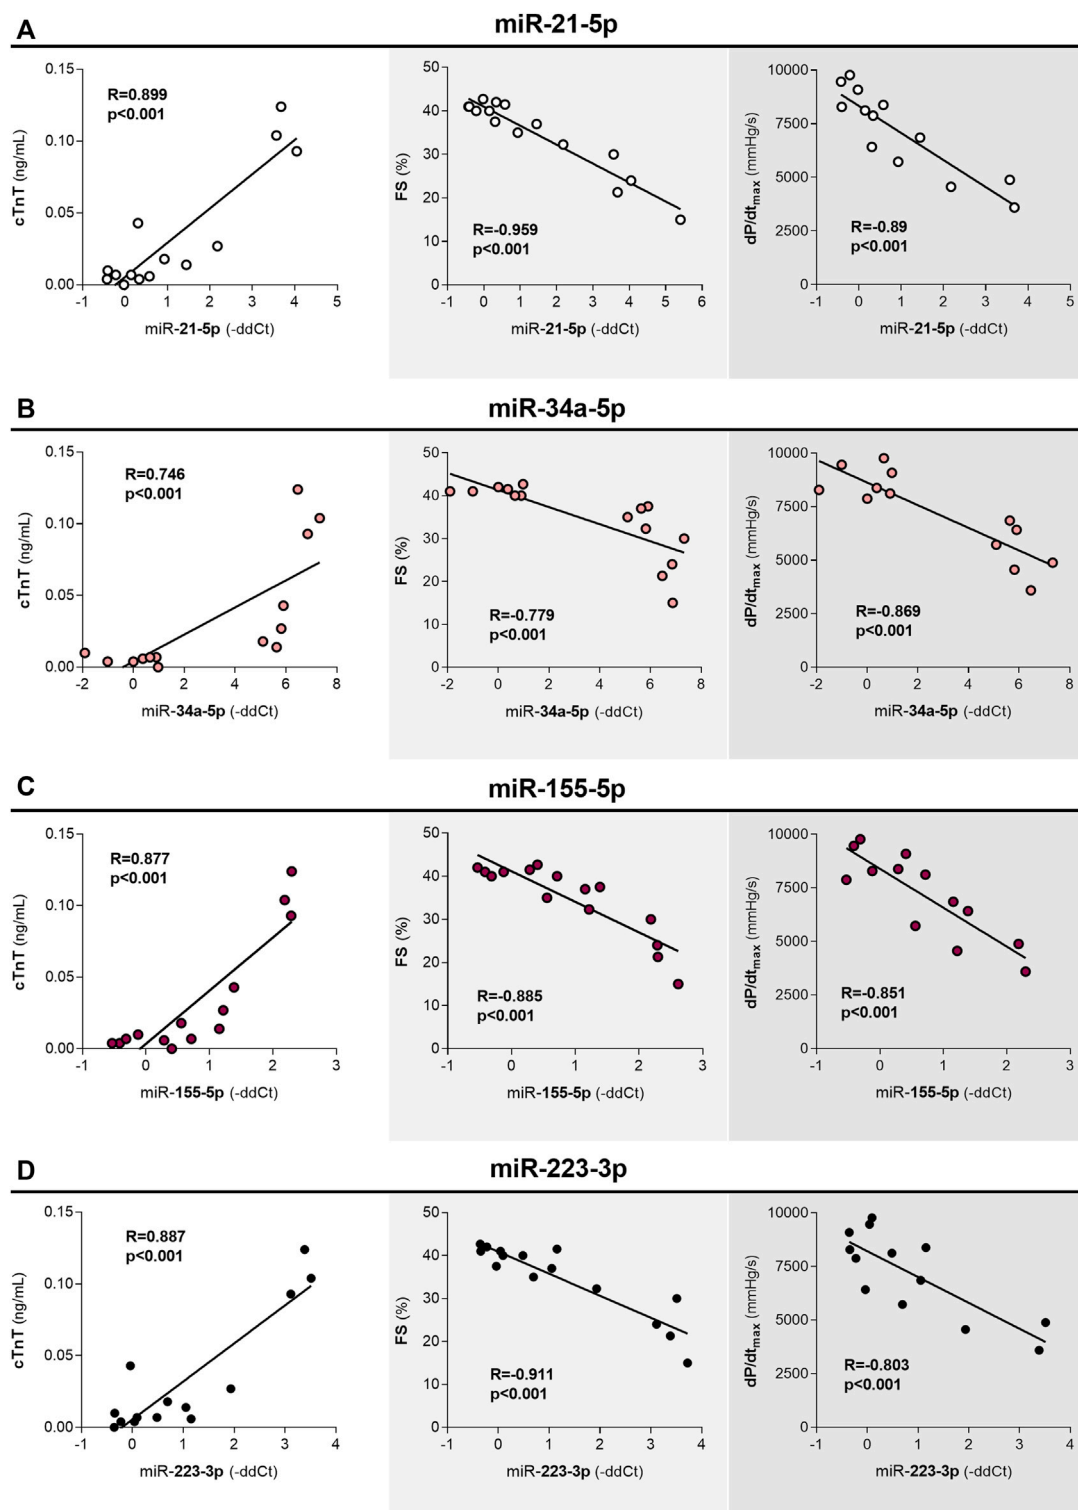 A
miR-21-5p
R=0.899
p<0.001
cTnT (ng/mL)
0.15
0.10
0.05
0.00
-1 0 1 2 3 4 5
miR-21-5p (-ddCt)
R=-0.959
p<0.001
FS (%)
50
40
30
20
10
0
-1 0 1 2 3 4 5 6
miR-21-5p (-ddCt)
R=-0.89
p<0.001
dP/dtmax (mmHg/s)
10000
7500
5000
2500
0
-1 0 1 2 3 4 5
miR-21-5p (-ddCt)
B
miR-34a-5p
R=0.746
p<0.001
cTnT (ng/mL)
0.15
0.10
0.05
0.00
-2 0 2 4 6 8
miR-34a-5p (-ddCt)
R=-0.779
p<0.001
FS (%)
50
40
30
20
10
0
-2 0 2 4 6 8
miR-34a-5p (-ddCt)
R=-0.869
p<0.001
dP/dtmax (mmHg/s)
10000
7500
5000
2500
0
-2 0 2 4 6 8
miR-34a-5p (-ddCt)
C
miR-155-5p
R=0.877
p<0.001
cTnT (ng/mL)
0.15
0.10
0.05
0.00
-1 0 1 2 3
miR-155-5p (-ddCt)
R=-0.885
p<0.001
FS (%)
50
40
30
20
10
0
-1 0 1 2 3
miR-155-5p (-ddCt)
R=-0.851
p<0.001
dP/dtmax (mmHg/s)
10000
7500
5000
2500
0
-1 0 1 2 3
miR-155-5p (-ddCt)
D
miR-223-3p
R=0.887
p<0.001
cTnT (ng/mL)
0.15
0.10
0.05
0.00
-1 0 1 2 3 4
miR-223-3p (-ddCt)
R=-0.911
p<0.001
FS (%)
50
40
30
20
10
0
-1 0 1 2 3 4
miR-223-3p (-ddCt)
R=-0.803
p<0.001
dP/dtmax (mmHg/s)
10000
7500
5000
2500
0
-1 0 1 2 3 4
miR-223-3p (-ddCt)